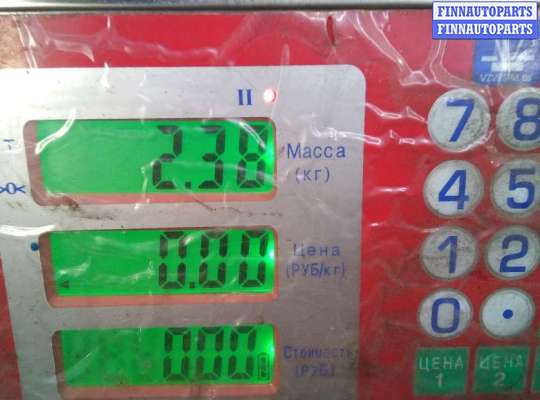 FINNAUTOPARTS
FINNAUTOPARTS
II
2.38
Масса
(кг)
>0<
0.00
Цена
(РУБ/кг)
000
Стоимость
(РУБ)
7 8
4 5
1 2
0 •
ЦЕНА 1
ЦЕНА 2